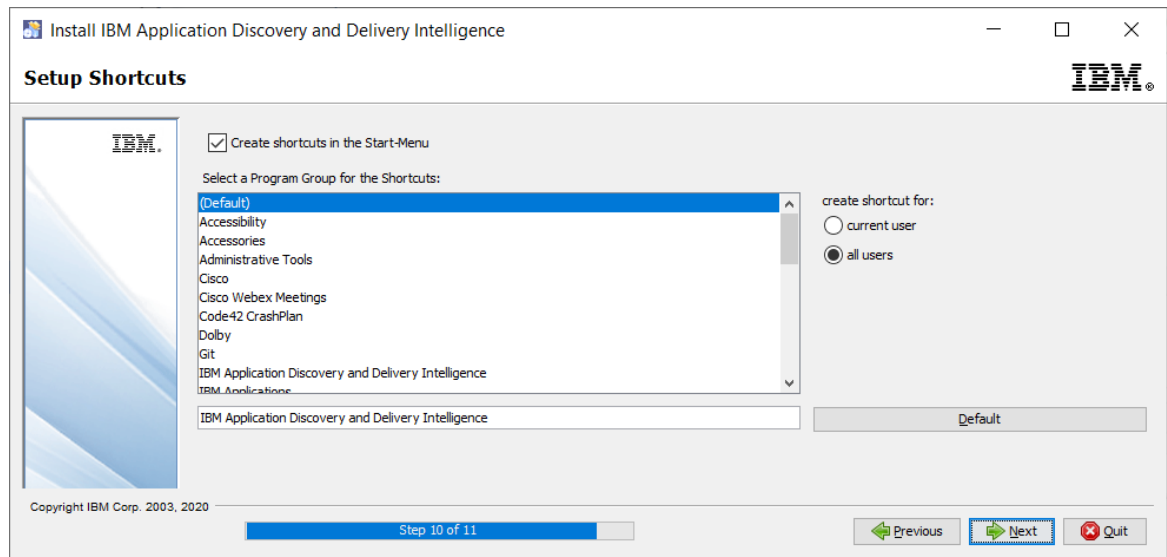 Install IBM Application Discovery and Delivery Intelligence
Setup Shortcuts
IBM®
IBM.
Create shortcuts in the Start-Menu
Select a Program Group for the Shortcuts:
(Default)
Accessibility
Accessories
Administrative Tools
Cisco
Cisco Webex Meetings
Code42 CrashPlan
Dolby
Git
IBM Application Discovery and Delivery Intelligence
IBM Applications
create shortcut for:
current user
all users
IBM Application Discovery and Delivery Intelligence
Default
Copyright IBM Corp. 2003, 2020
Step 10 of 11
Previous
Next
Quit